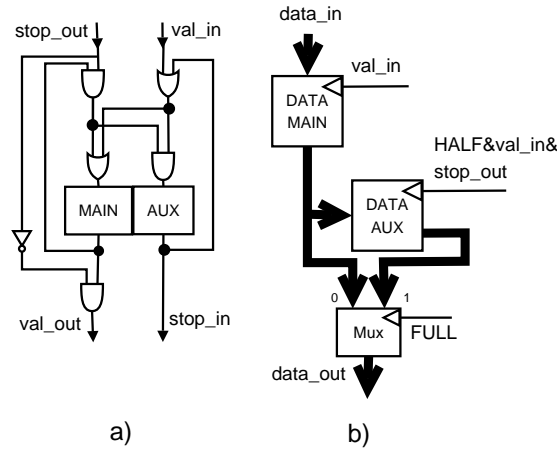 stop_out
val_in
MAIN
AUX
val_out
stop_in
a)
data_in
DATA
MAIN
val_in
HALF&val_in&
stop_out
DATA
AUX
0
1
Mux
FULL
data_out
b)